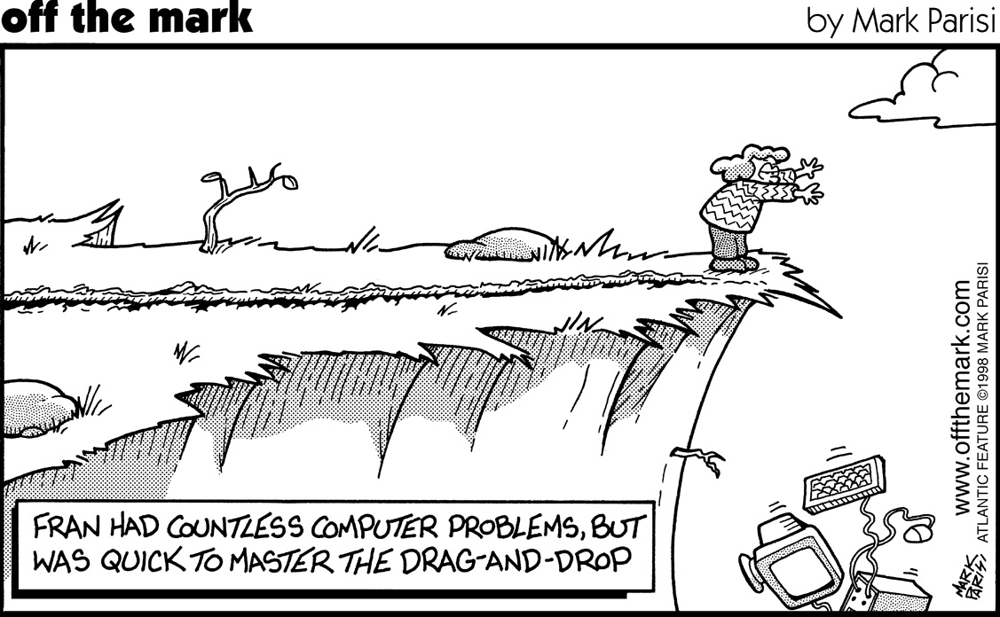 off the mark
by Mark Parisi
www.offthemark.com
ATLANTIC FEATURE ©1998 MARK PARISI
FRAN HAD COUNTLESS COMPUTER PROBLEMS, BUT
WAS QUICK TO MASTER THE DRAG-AND-DROP
MARK
PARISI